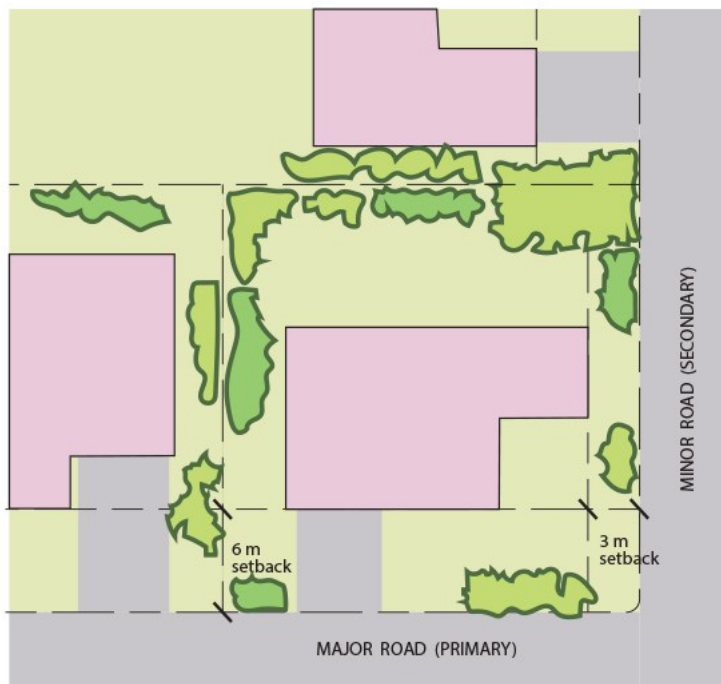 MINOR ROAD (SECONDARY)
6 m
setback
3 m
setback
MAJOR ROAD (PRIMARY)